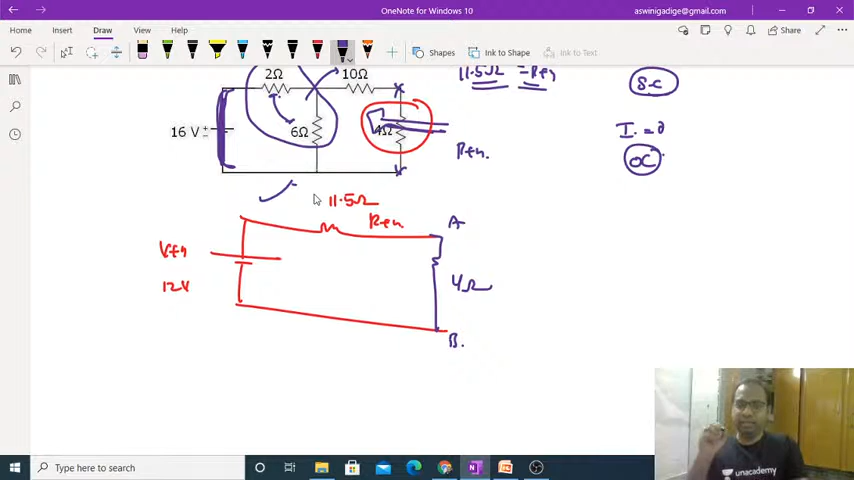 OneNote for Windows 10
aswinigadige@gmail.com
Home Insert Draw View Help
Share
Shapes
Ink to Shape
Ink to Text
11.5Ω = Rth
S.C
2Ω
10Ω
16 V
6Ω
4Ω
I = 0
OC
Rth.
11.5Ω
Rth
A
Vth
12V
4Ω
B.
unacademy
Type here to search